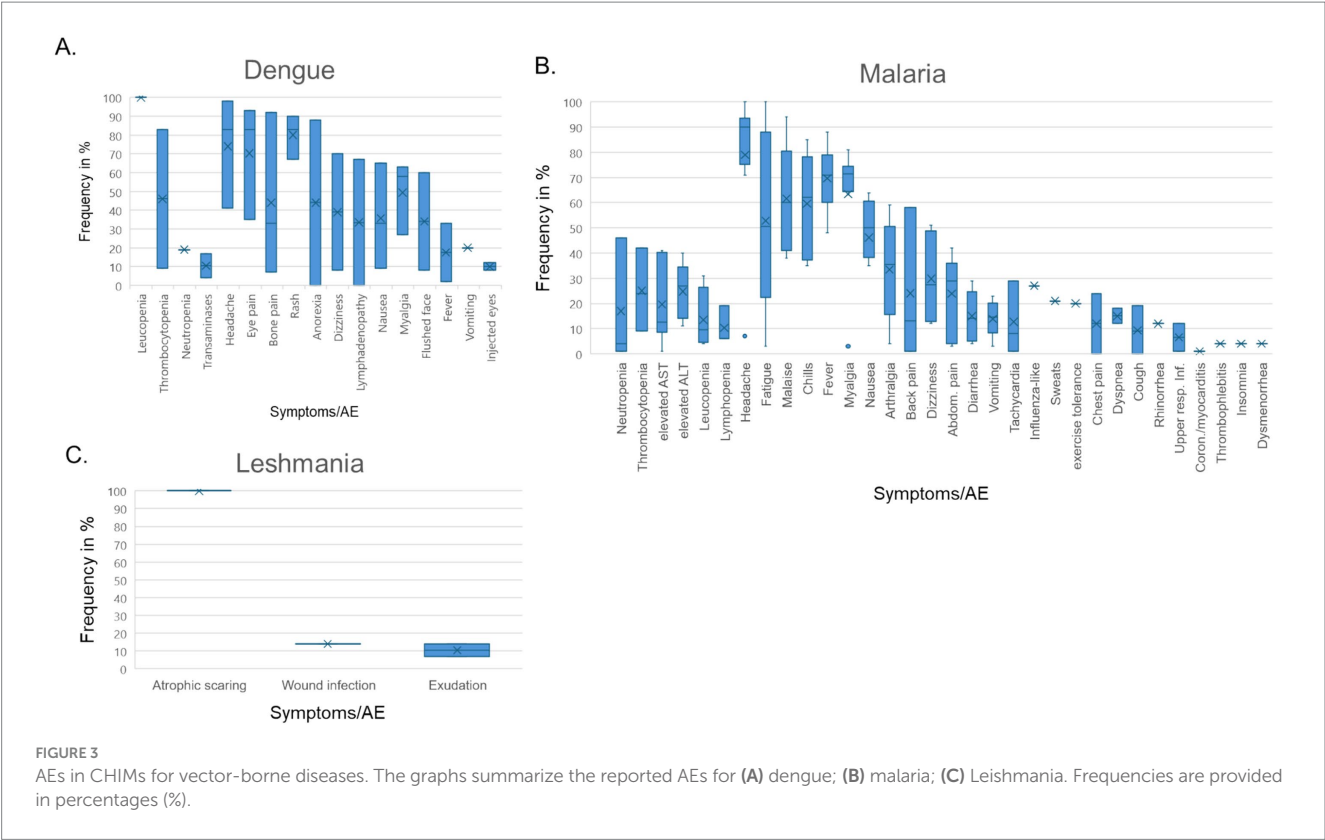 A.
Dengue
Frequency in %
100
90
80
70
60
50
40
30
20
10
0
Leucopenia
Thrombocytopenia
Neutropenia
Transaminases
Headache
Eye pain
Bone pain
Rash
Anorexia
Dizziness
Lymphadenopathy
Nausea
Myalgia
Flushed face
Fever
Vomiting
Injected eyes
Symptoms/AE
B.
Malaria
Frequency in %
100
90
80
70
60
50
40
30
20
10
0
Neutropenia
Thrombocytopenia
elevated AST
elevated ALT
Leucopenia
Lymphopenia
Headache
Fatigue
Malaise
Chills
Fever
Myalgia
Nausea
Arthralgia
Back pain
Dizziness
Abdom. pain
Diarrhea
Vomiting
Tachycardia
Influenza-like
Sweats
exercise tolerance
Chest pain
Dyspnea
Cough
Rhinorrhea
Upper resp. Inf.
Coron./myocarditis
Thrombophlebitis
Insomnia
Dysmenorrhea
Symptoms/AE
C.
Leshmania
Frequency in %
100
90
80
70
60
50
40
30
20
10
0
Atrophic scaring
Wound infection
Exudation
Symptoms/AE
FIGURE 3
AEs in CHIMs for vector-borne diseases. The graphs summarize the reported AEs for (A) dengue; (B) malaria; (C) Leishmania. Frequencies are provided
in percentages (%).